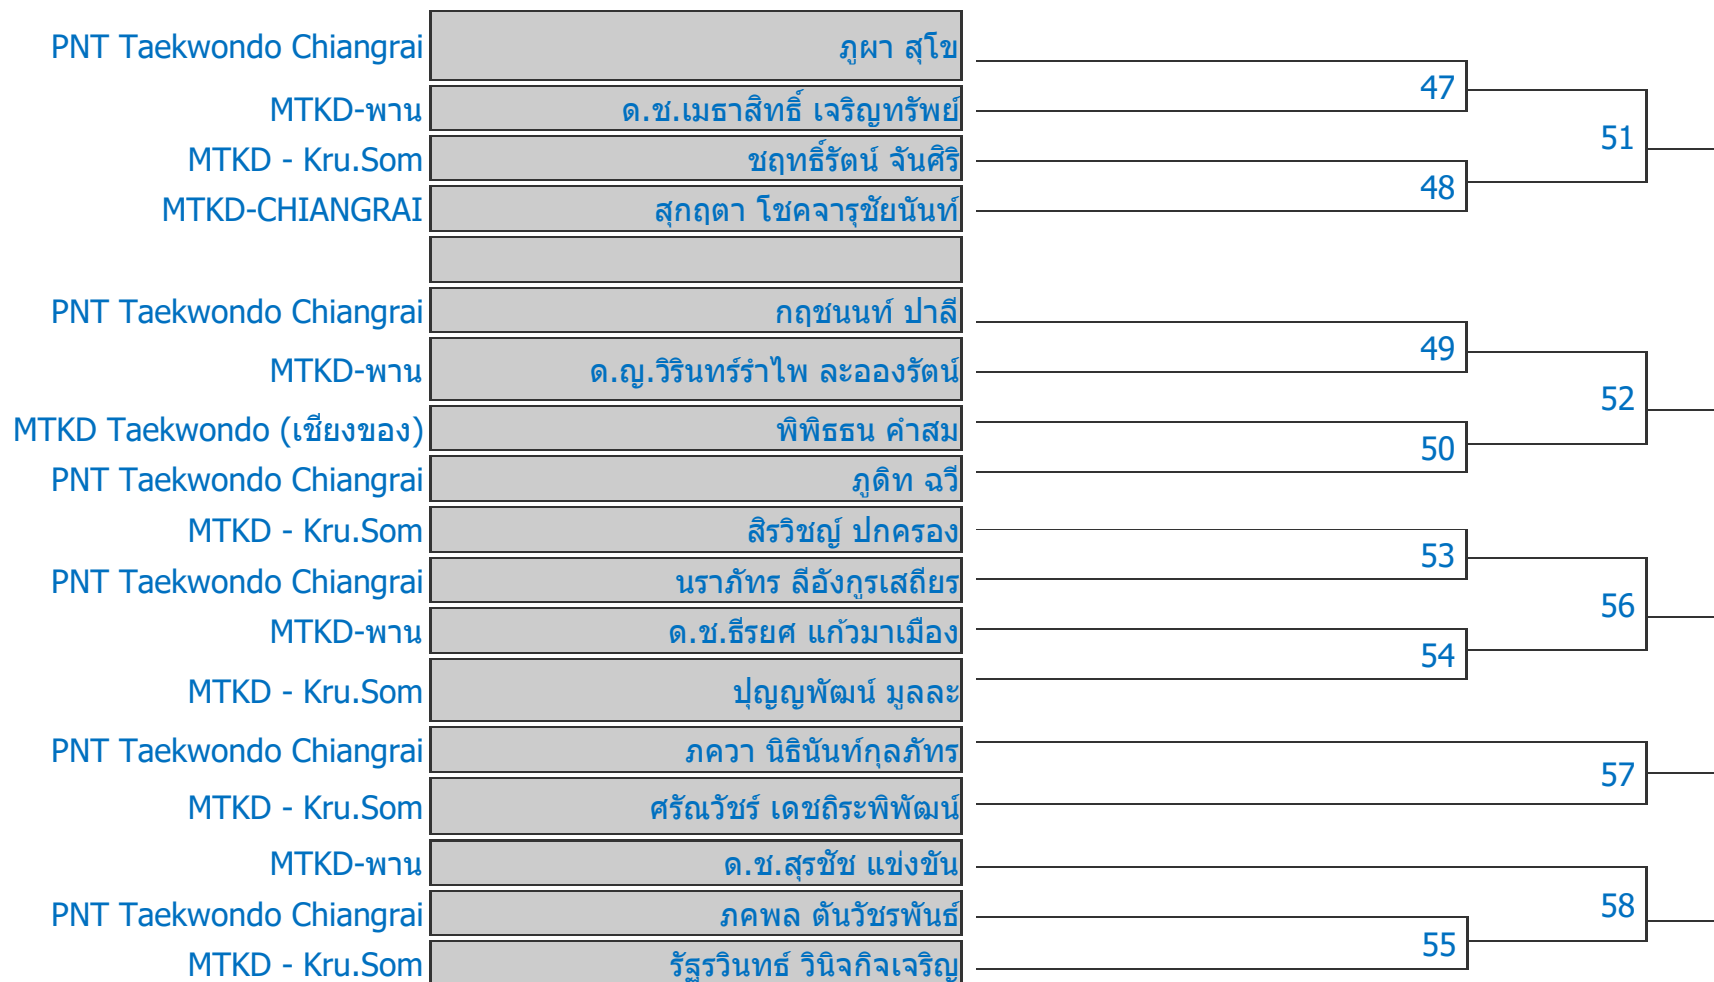 PNT Taekwondo Chiangrai ภูผา สุโข
47
MTKD-พาน ด.ช.เมธาสิทธิ์ เจริญทรัพย์
51
MTKD - Kru.Som ชฤทธิ์รัตน์ จันศิริ
48
MTKD-CHIANGRAI สุกฤตา โชคจารุชัยนันท์
PNT Taekwondo Chiangrai กฤชนนท์ ปาลี
49
MTKD-พาน ด.ญ.วิรินทร์รำไพ ละอองรัตน์
52
MTKD Taekwondo (เชียงของ) พิพิธธน คำสม
50
PNT Taekwondo Chiangrai ภูดิท ฉวี
MTKD - Kru.Som สิรวิชญ์ ปกครอง
53
PNT Taekwondo Chiangrai นราภัทร ลีอังกูรเสถียร
56
MTKD-พาน ด.ช.ธีรยศ แก้วมาเมือง
54
MTKD - Kru.Som ปุญญพัฒน์ มูลละ
PNT Taekwondo Chiangrai ภควา นิธินันท์กุลภัทร
57
MTKD - Kru.Som ศรัณวัชร์ เดชถิระพิพัฒน์
MTKD-พาน ด.ช.สุรชัช แข่งขัน
58
PNT Taekwondo Chiangrai ภคพล ตันวัชรพันธ์
55
MTKD - Kru.Som รัฐรวินทธ์ วินิจกิจเจริญ